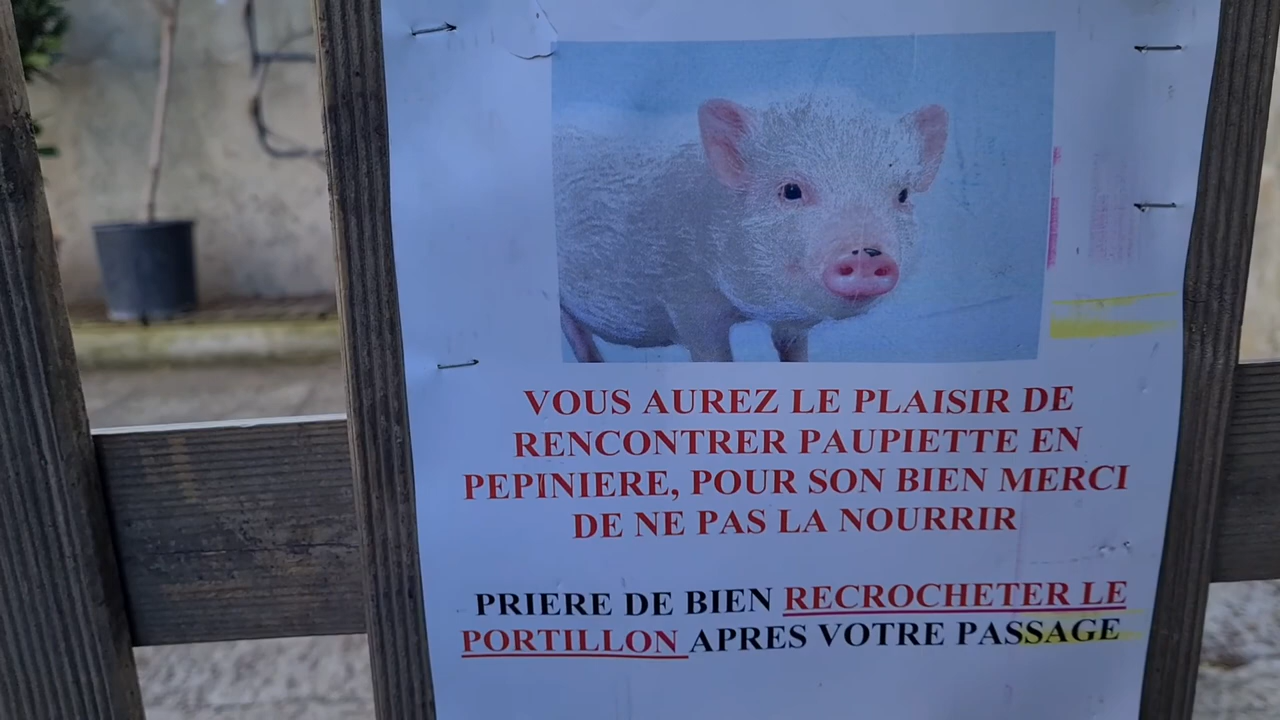 VOUS AUREZ LE PLAISIR DE
RENCONTRER PAUPIETTE EN
PEPINIERE, POUR SON BIEN MERCI
DE NE PAS LA NOURRIR
PRIERE DE BIEN RECROCHETER LE
PORTILLON APRES VOTRE PASSAGE